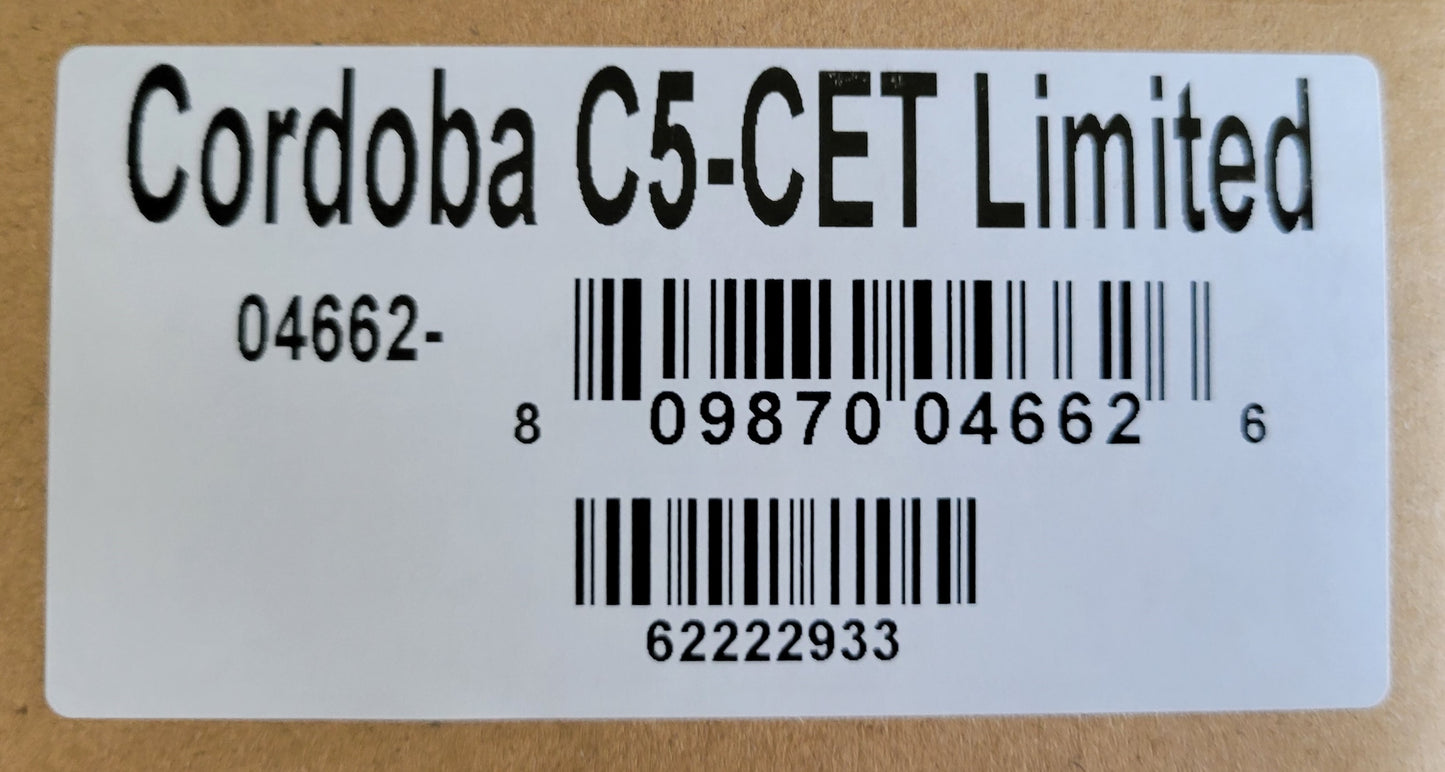 Cordoba C5-CET Limited
04662-
8 09870 04662 6
62222933